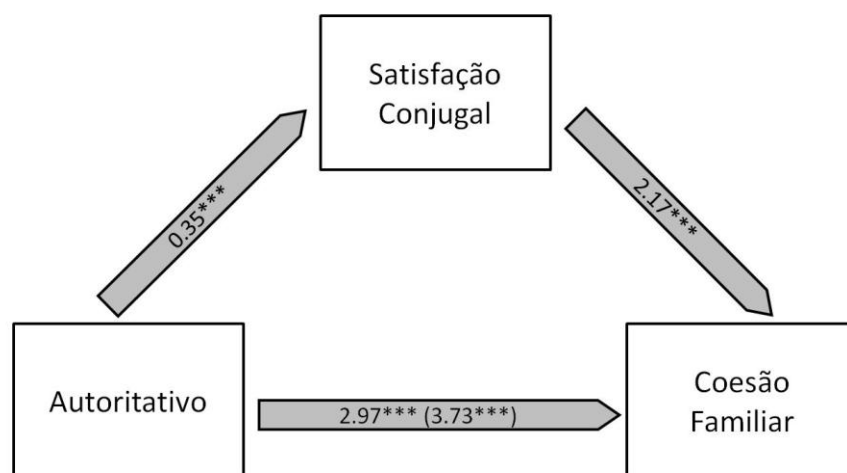 Satisfação
Conjugal
0.35***
2.17***
Autoritativo
2.97*** (3.73***)
Coesão
Familiar